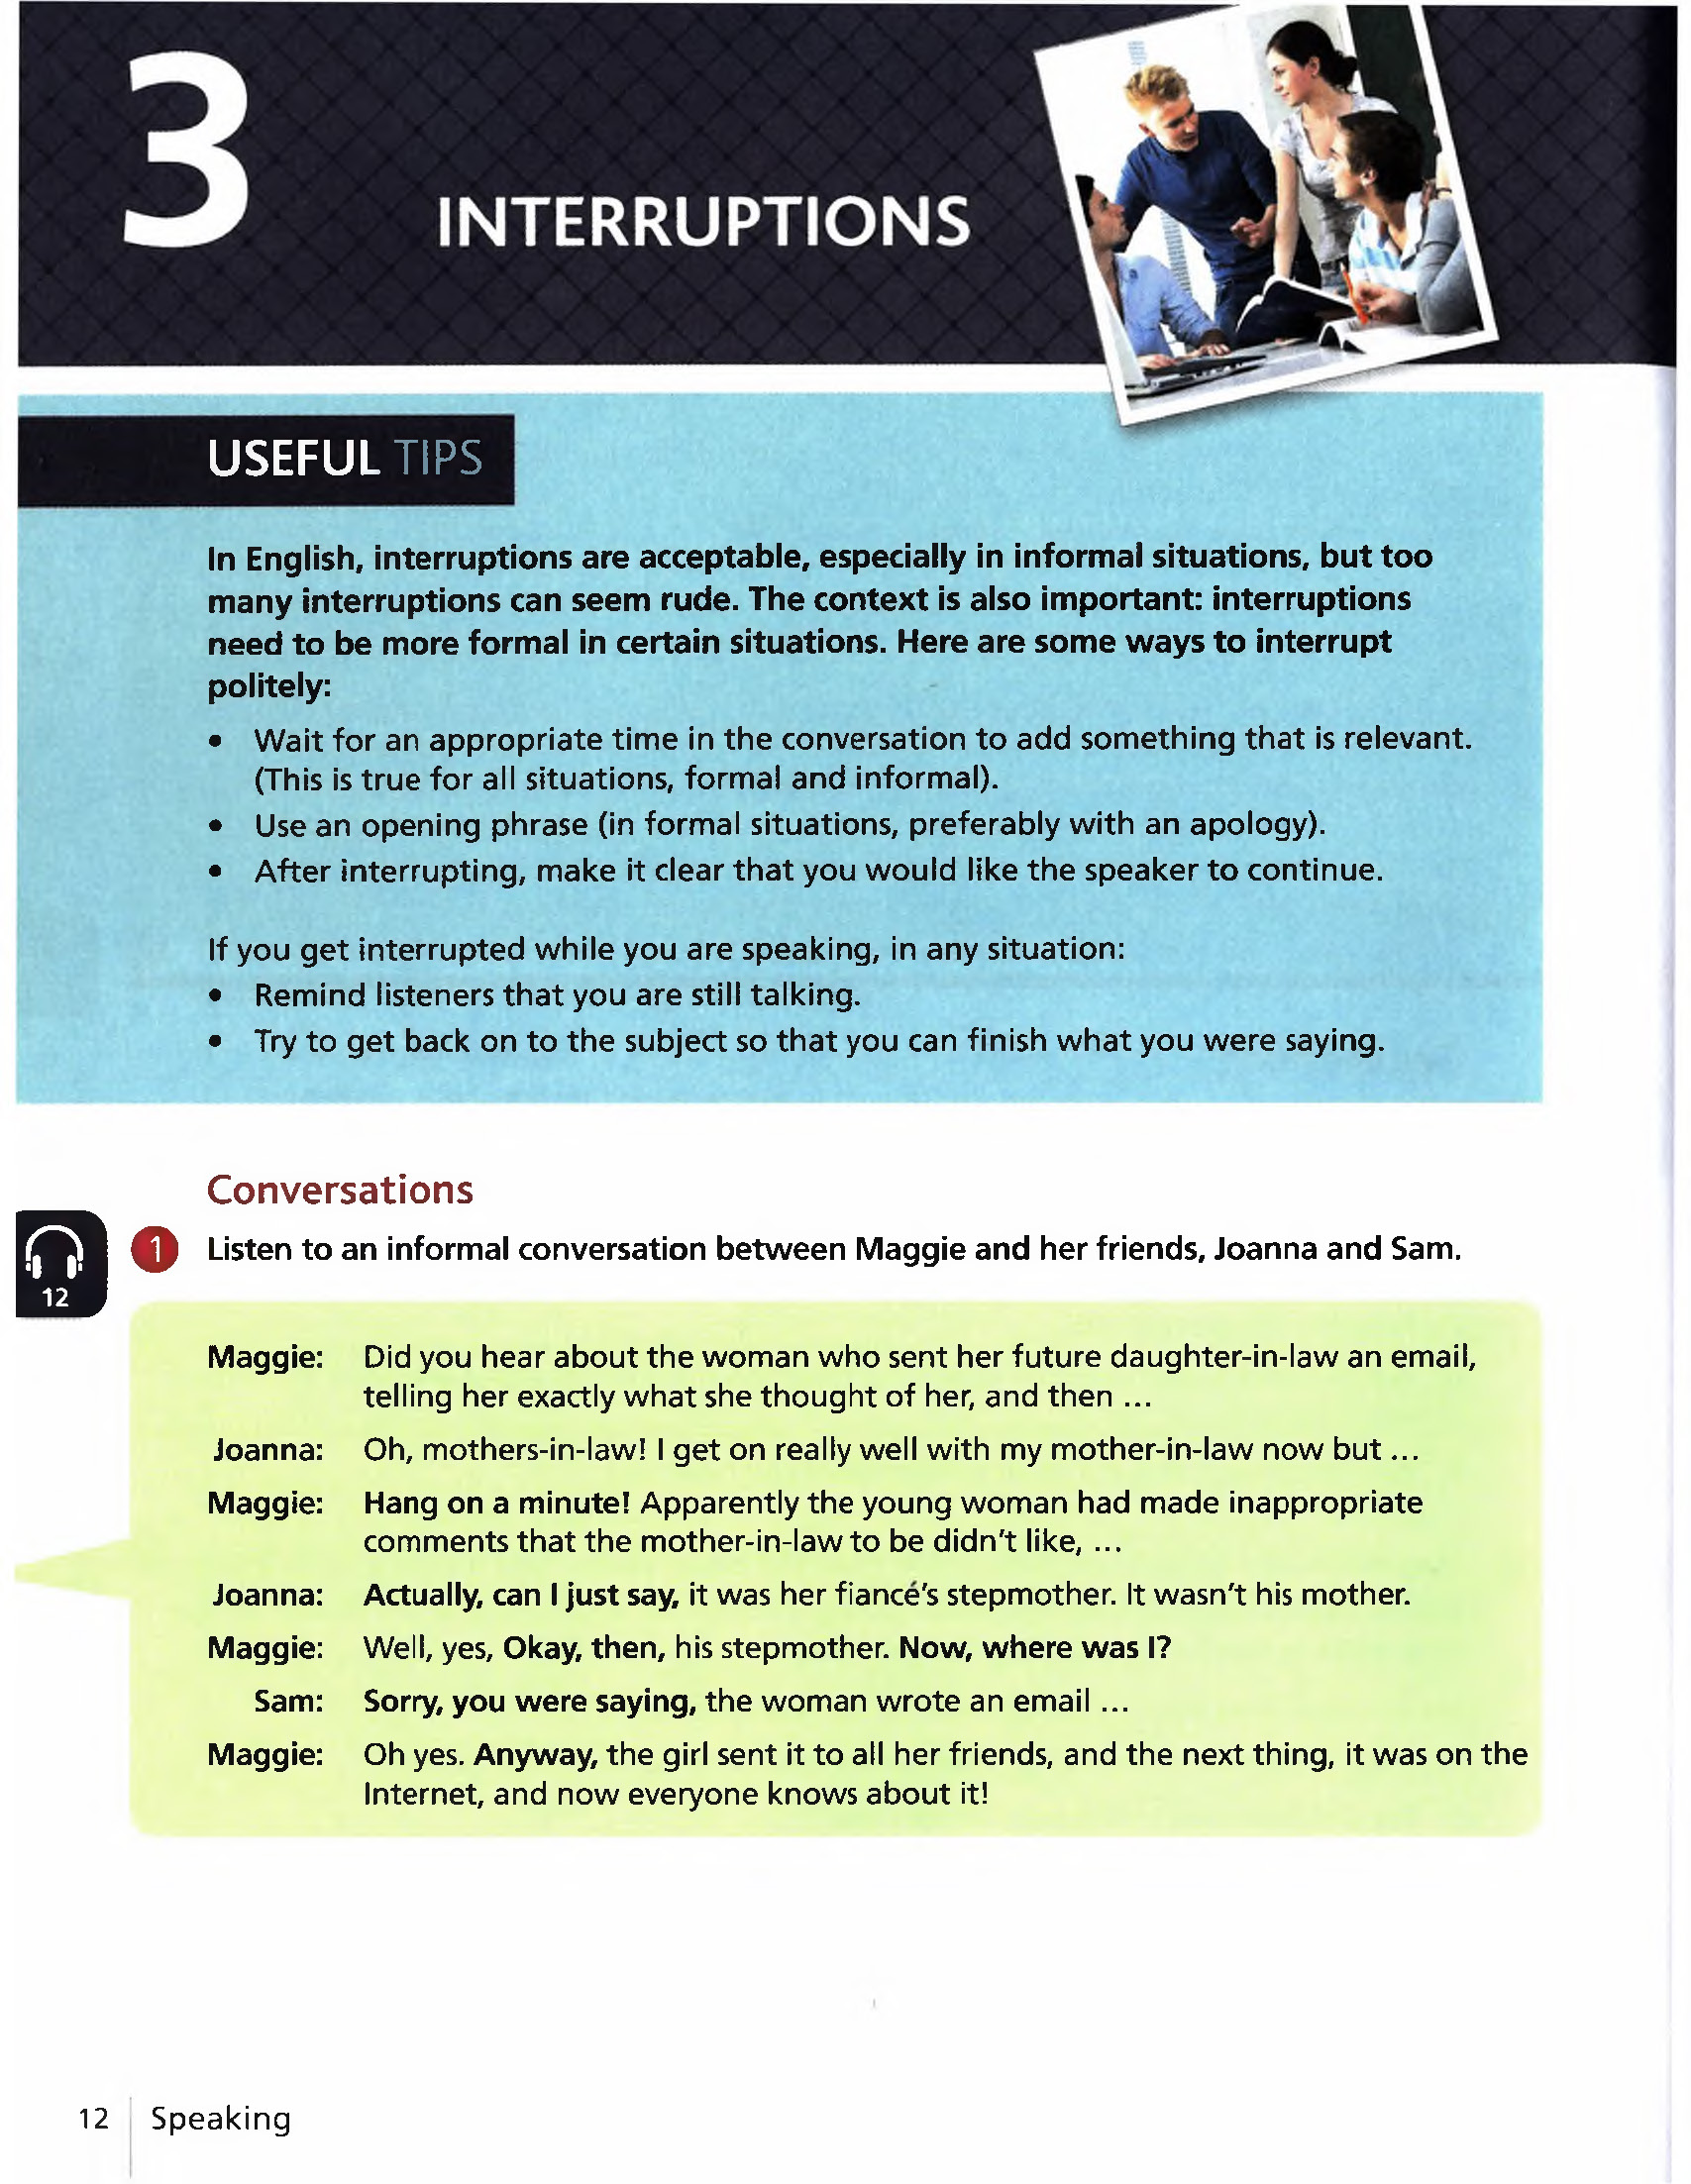 3
INTERRUPTIONS
USEFUL TIPS
In English, interruptions are acceptable, especially in informal situations, but too
many interruptions can seem rude. The context is also important: interruptions
need to be more formal in certain situations. Here are some ways to interrupt
politely:
• Wait for an appropriate time in the conversation to add something that is relevant.
(This is true for all situations, formal and informal).
• Use an opening phrase (in formal situations, preferably with an apology).
• After interrupting, make it clear that you would like the speaker to continue.
If you get interrupted while you are speaking, in any situation:
• Remind listeners that you are still talking.
• Try to get back on to the subject so that you can finish what you were saying.
Conversations
12
1 Listen to an informal conversation between Maggie and her friends, Joanna and Sam.
Maggie: Did you hear about the woman who sent her future daughter-in-law an email,
telling her exactly what she thought of her, and then ...
Joanna: Oh, mothers-in-law! I get on really well with my mother-in-law now but ...
Maggie: Hang on a minute! Apparently the young woman had made inappropriate
comments that the mother-in-law to be didn't like, ...
Joanna: Actually, can I just say, it was her fiancé's stepmother. It wasn't his mother.
Maggie: Well, yes, Okay, then, his stepmother. Now, where was I?
Sam: Sorry, you were saying, the woman wrote an email ...
Maggie: Oh yes. Anyway, the girl sent it to all her friends, and the next thing, it was on the
Internet, and now everyone knows about it!
12 Speaking